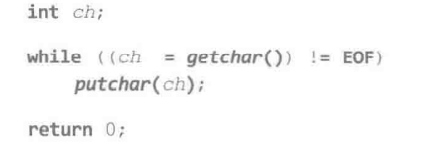 int ch;
while ((ch = getchar()) != EOF)
putchar(ch);
return 0;